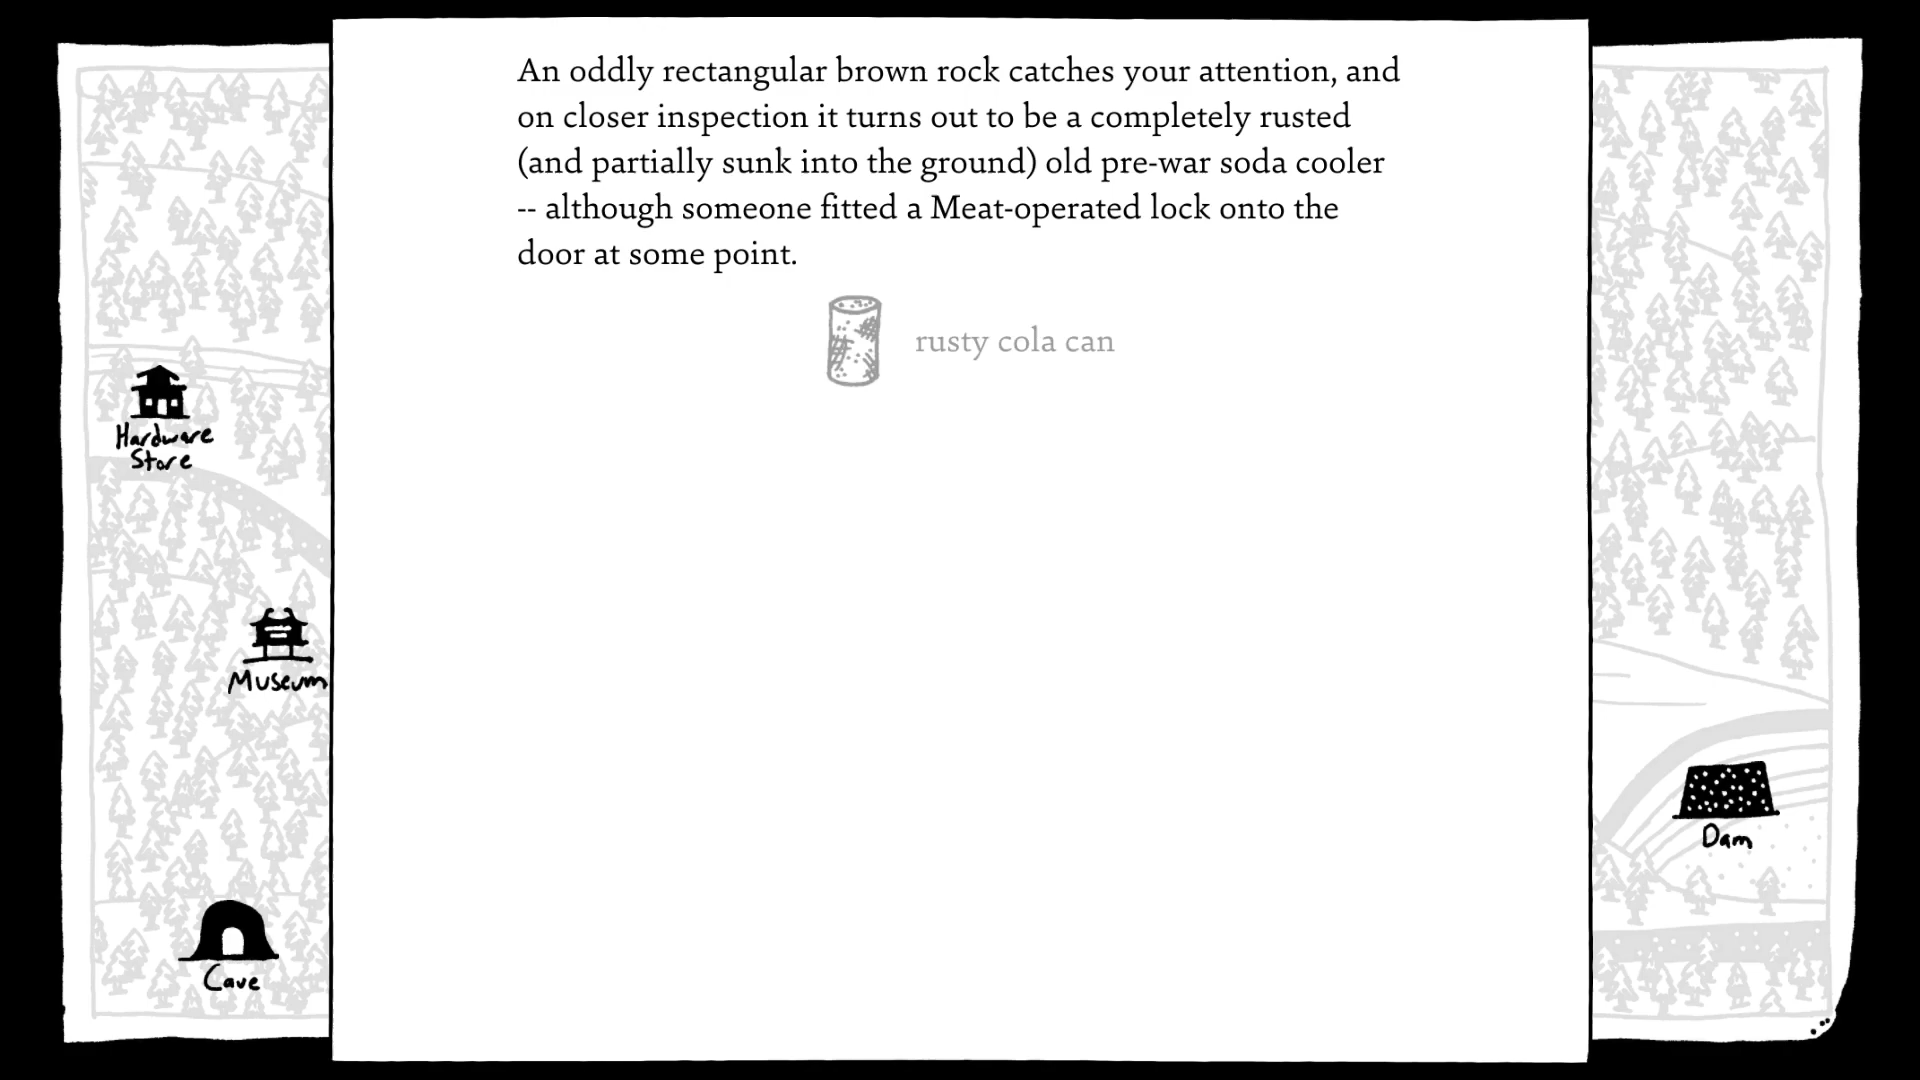 An oddly rectangular brown rock catches your attention, and
on closer inspection it turns out to be a completely rusted
(and partially sunk into the ground) old pre-war soda cooler
-- although someone fitted a Meat-operated lock onto the
door at some point.
rusty cola can
Hardware
Store
Museum
Cave
Dam